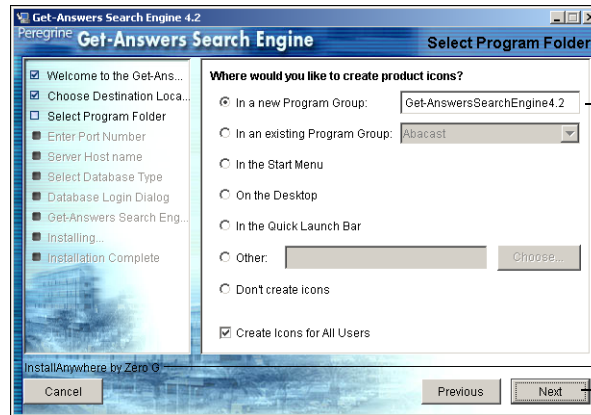 Get-Answers Search Engine 4.2
Peregrine Get-Answers Search Engine
Select Program Folder
Welcome to the Get-Ans...
Choose Destination Loca...
Select Program Folder
Enter Port Number
Server Host name
Select Database Type
Database Login Dialog
Get-Answers Search Eng...
Installing...
Installation Complete
Where would you like to create product icons?
In a new Program Group: Get-AnswersSearchEngine4.2
In an existing Program Group: Abacast
In the Start Menu
On the Desktop
In the Quick Launch Bar
Other: Choose...
Don't create icons
Create Icons for All Users
InstallAnywhere by Zero G
Cancel Previous Next